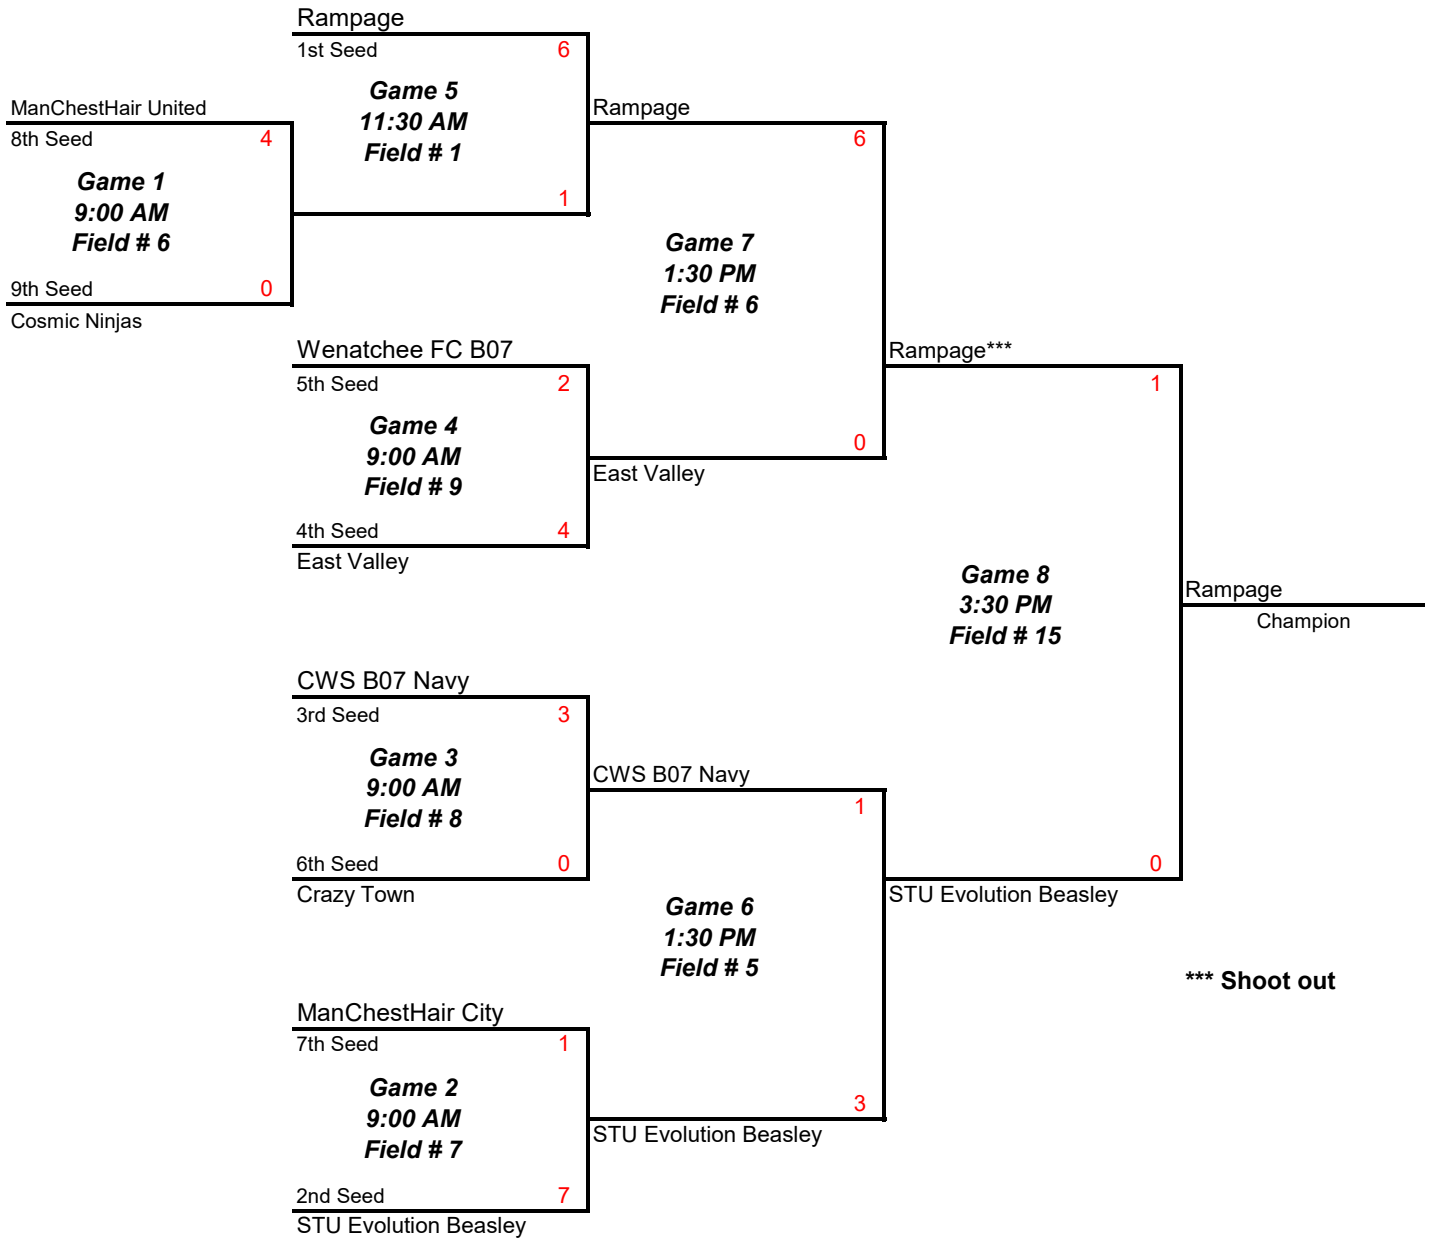 Rampage
1st Seed 6
Game 5
11:30 AM
Field # 1
1
ManChestHair United
8th Seed 4
Game 1
9:00 AM
Field # 6
9th Seed 0
Cosmic Ninjas
Rampage
6
Game 7
1:30 PM
Field # 6
0
East Valley
Wenatchee FC B07
5th Seed 2
Game 4
9:00 AM
Field # 9
4th Seed 4
East Valley
Rampage***
1
Game 8
3:30 PM
Field # 15
0
STU Evolution Beasley
Rampage
Champion
CWS B07 Navy
3rd Seed 3
Game 3
9:00 AM
Field # 8
6th Seed 0
Crazy Town
CWS B07 Navy
1
Game 6
1:30 PM
Field # 5
3
STU Evolution Beasley
*** Shoot out
ManChestHair City
7th Seed 1
Game 2
9:00 AM
Field # 7
2nd Seed 7
STU Evolution Beasley